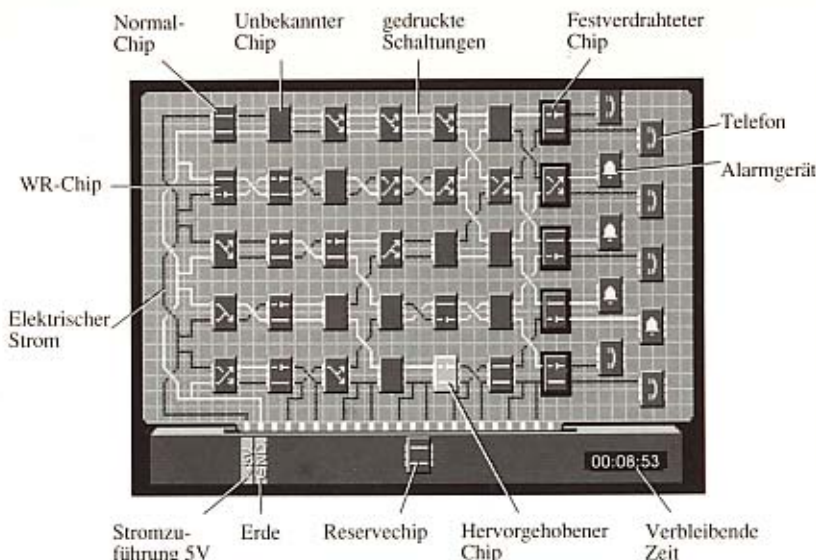 Normal-
Chip
Unbekannter
Chip
gedruckte
Schaltungen
Festverdrahteter
Chip
Telefon
WR-Chip
Alarmgerät
Elektrischer
Strom
00:08:53
Stromzu-
führung 5V
Erde
Reservechip
Hervorgehobener
Chip
Verbleibende
Zeit